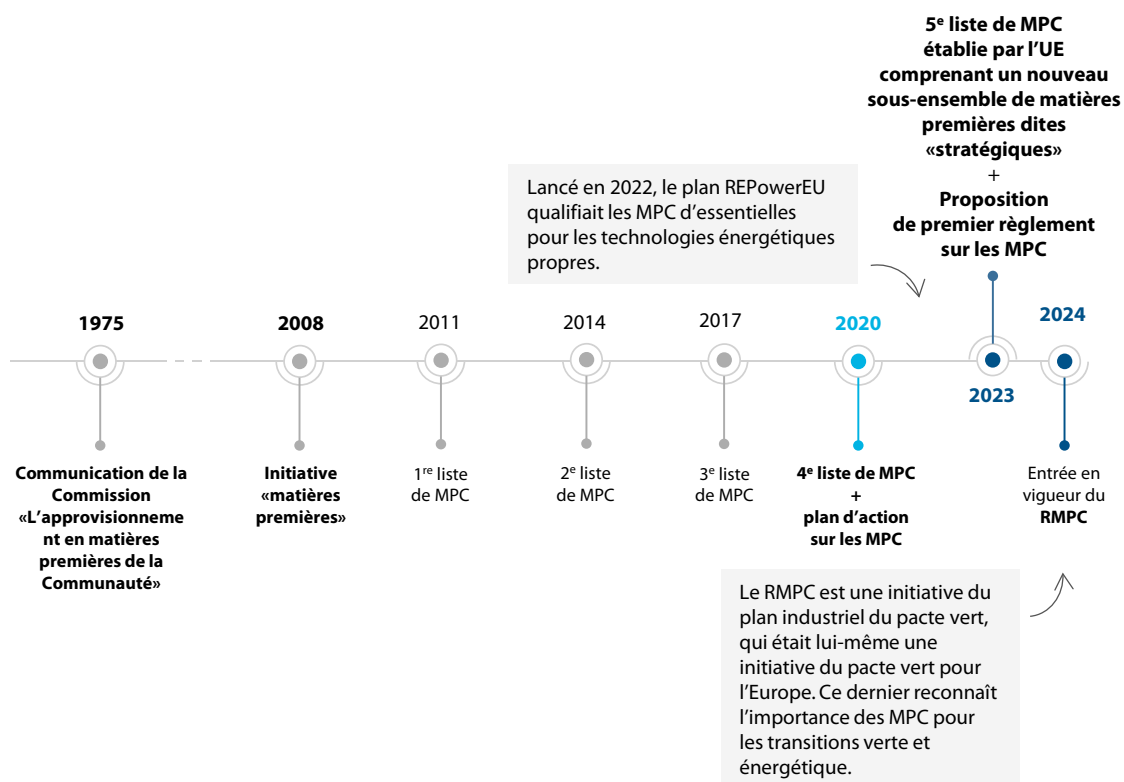 5e liste de MPC
établie par l’UE
comprenant un nouveau
sous-ensemble de matières
premières dites
«stratégiques»
+
Proposition
de premier règlement
sur les MPC
Lancé en 2022, le plan REPowerEU
qualifiait les MPC d’essentielles
pour les technologies énergétiques
propres.
1975
2008
2011
2014
2017
2020
2023
2024
Communication de la
Commission
«L’approvisionneme
nt en matières
premières de la
Communauté»
Initiative
«matières
premières»
1re liste
de MPC
2e liste
de MPC
3e liste
de MPC
4e liste de MPC
+
plan d’action
sur les MPC
Entrée en
vigueur du
RMPC
Le RMPC est une initiative du
plan industriel du pacte vert,
qui était lui-même une
initiative du pacte vert pour
l’Europe. Ce dernier reconnaît
l’importance des MPC pour
les transitions verte et
énergétique.